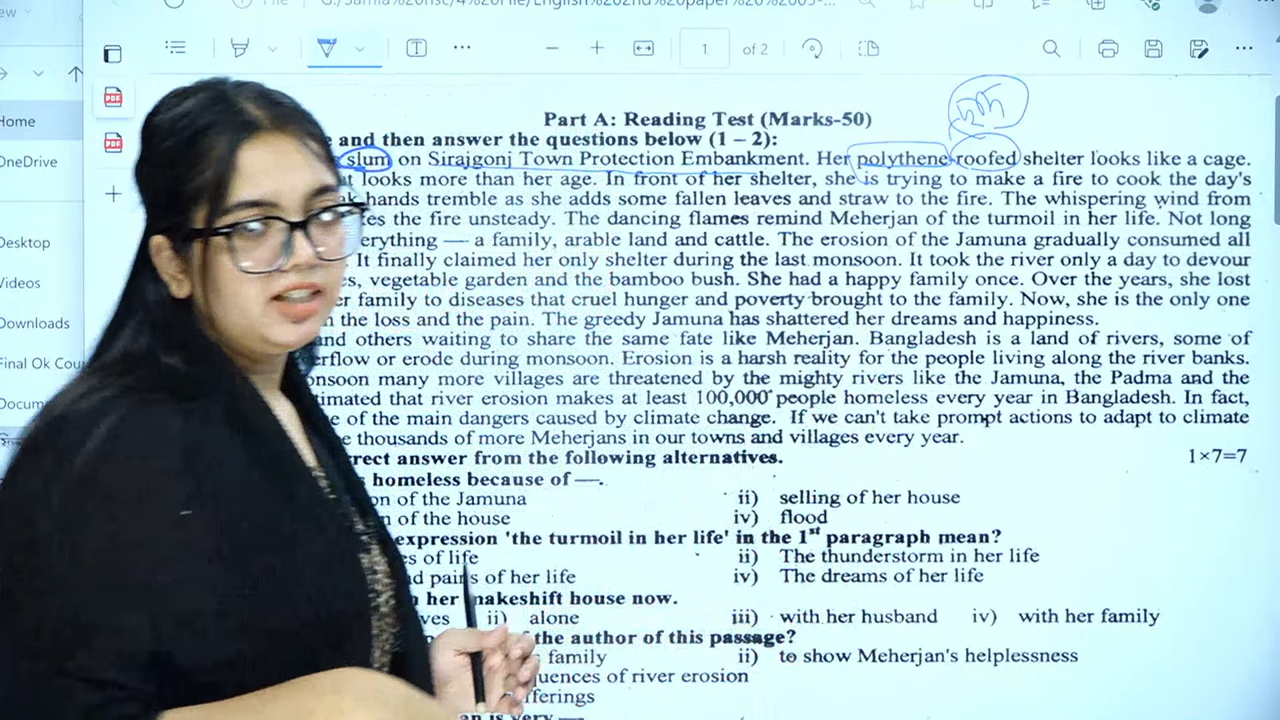 1 of 2
Home
OneDrive
Desktop
Videos
Downloads
Final Ok Cou
Docum
Part A: Reading Test (Marks-50)
and then answer the questions below (1 – 2):
slum on Sirajgonj Town Protection Embankment. Her polythene roofed shelter looks like a cage.
looks more than her age. In front of her shelter, she is trying to make a fire to cook the day's
hands tremble as she adds some fallen leaves and straw to the fire. The whispering wind from
the fire unsteady. The dancing flames remind Meherjan of the turmoil in her life. Not long
erything — a family, arable land and cattle. The erosion of the Jamuna gradually consumed all
It finally claimed her only shelter during the last monsoon. It took the river only a day to devour
s, vegetable garden and the bamboo bush. She had a happy family once. Over the years, she lost
er family to diseases that cruel hunger and poverty brought to the family. Now, she is the only one
the loss and the pain. The greedy Jamuna has shattered her dreams and happiness.
and others waiting to share the same fate like Meherjan. Bangladesh is a land of rivers, some of
erflow or erode during monsoon. Erosion is a harsh reality for the people living along the river banks.
onsoon many more villages are threatened by the mighty rivers like the Jamuna, the Padma and the
timated that river erosion makes at least 100,000 people homeless every year in Bangladesh. In fact,
e of the main dangers caused by climate change. If we can't take prompt actions to adapt to climate
e thousands of more Meherjans in our towns and villages every year.
rrect answer from the following alternatives. 1×7=7
homeless because of —.
on of the Jamuna ii) selling of her house
n of the house iv) flood
expression 'the turmoil in her life' in the 1st paragraph mean?
es of life ii) The thunderstorm in her life
d pains of her life iv) The dreams of her life
her makeshift house now.
ves ii) alone iii) with her husband iv) with her family
the author of this passage?
family ii) to show Meherjan's helplessness
quences of river erosion
fferings
an is very —